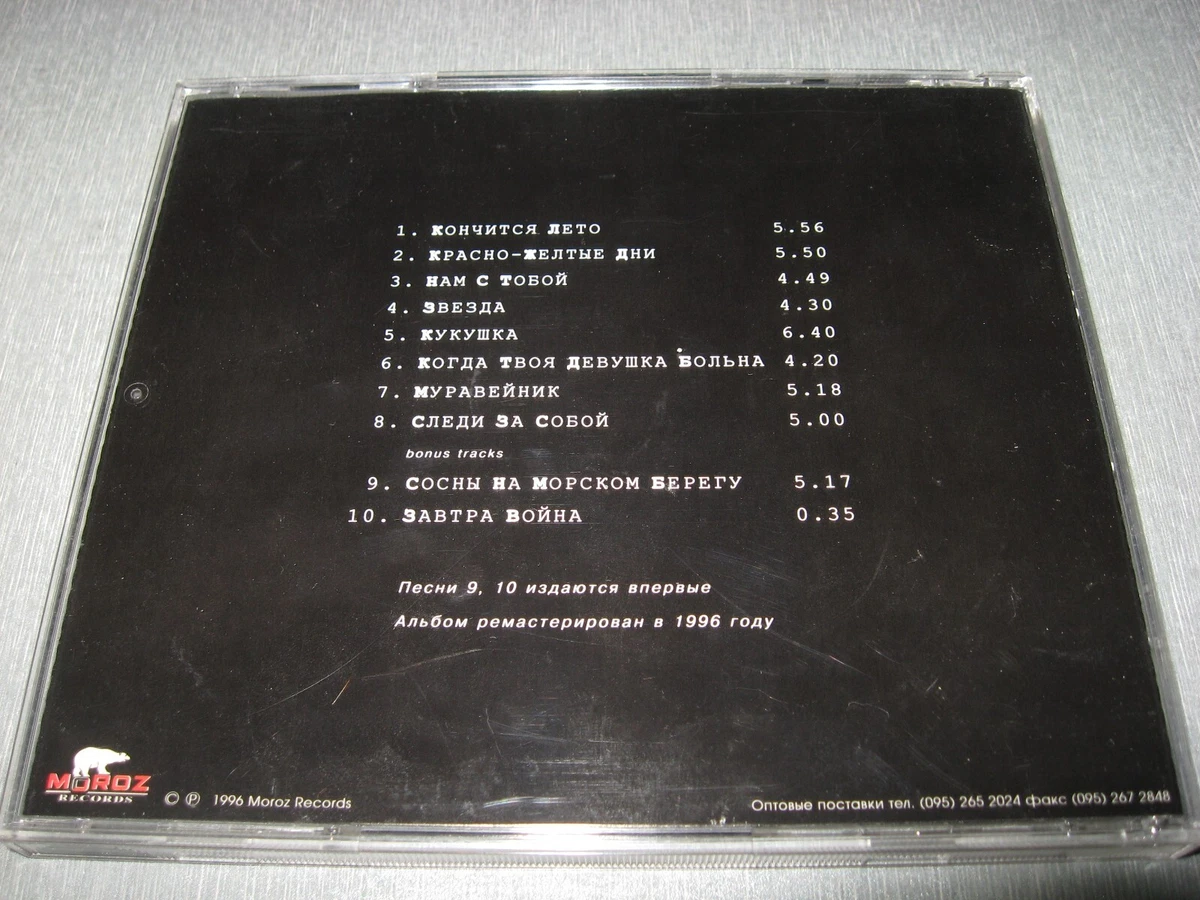 1. Кончится Лето 5.56
2. Красно-Желтые Дни 5.50
3. Нам С Тобой 4.49
4. Звезда 4.30
5. Кукушка 6.40
6. Когда Твоя Девушка Больна 4.20
7. Муравейник 5.18
8. Следи За Собой 5.00
bonus tracks
9. Сосны На Морском Берегу 5.17
10. Завтра Война 0.35
Песни 9, 10 издаются впервые
Альбом ремастерирован в 1996 году
MOROZ
RECORDS
© ℗ 1996 Moroz Records
Оптовые поставки тел. (095) 265 2024 факс (095) 267 2848